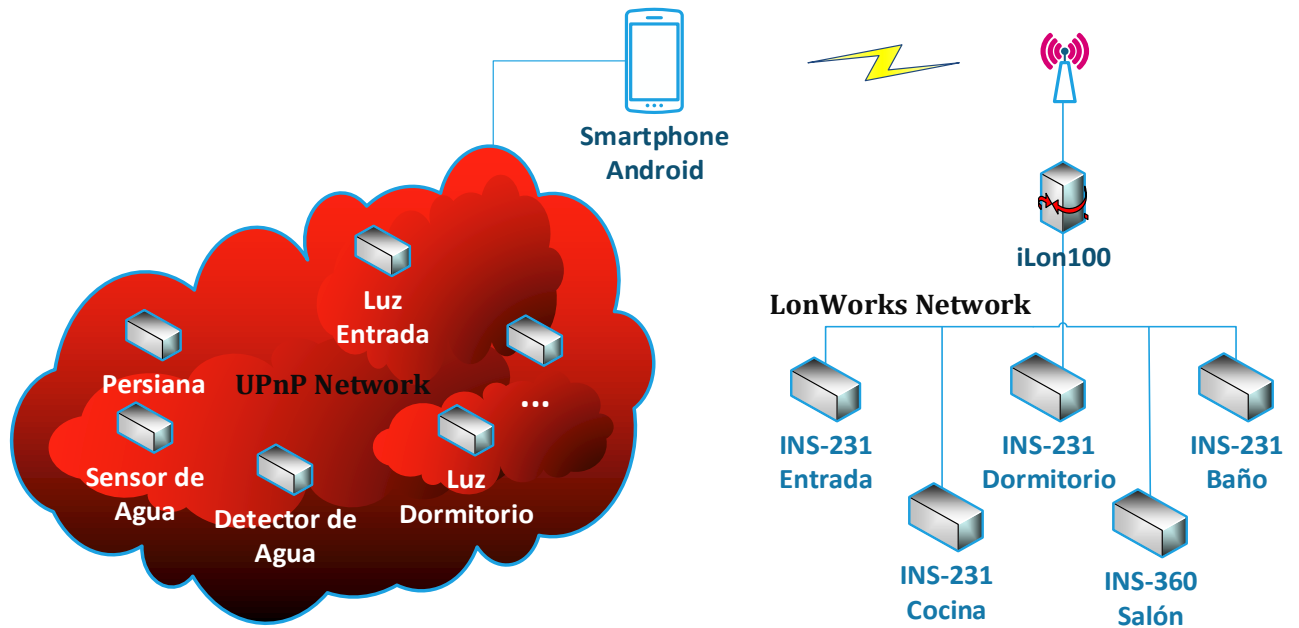 Smartphone
Android
iLon100
Luz
Entrada
LonWorks Network
Persiana
UPnP Network
...
Sensor de
Agua
Detector de
Agua
Luz
Dormitorio
INS-231
Entrada
INS-231
Dormitorio
INS-231
Baño
INS-231
Cocina
INS-360
Salón